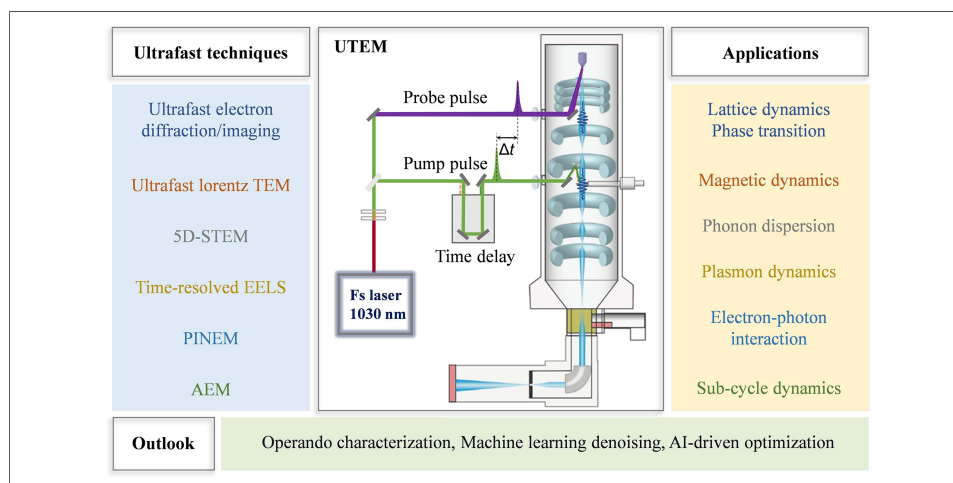 Ultrafast techniques
Ultrafast electron
diffraction/imaging
Ultrafast lorentz TEM
5D-STEM
Time-resolved EELS
PINEM
AEM
UTEM
Probe pulse
Δt
Pump pulse
Time delay
Fs laser
1030 nm
Applications
Lattice dynamics
Phase transition
Magnetic dynamics
Phonon dispersion
Plasmon dynamics
Electron-photon
interaction
Sub-cycle dynamics
Outlook
Operando characterization, Machine learning denoising, AI-driven optimization